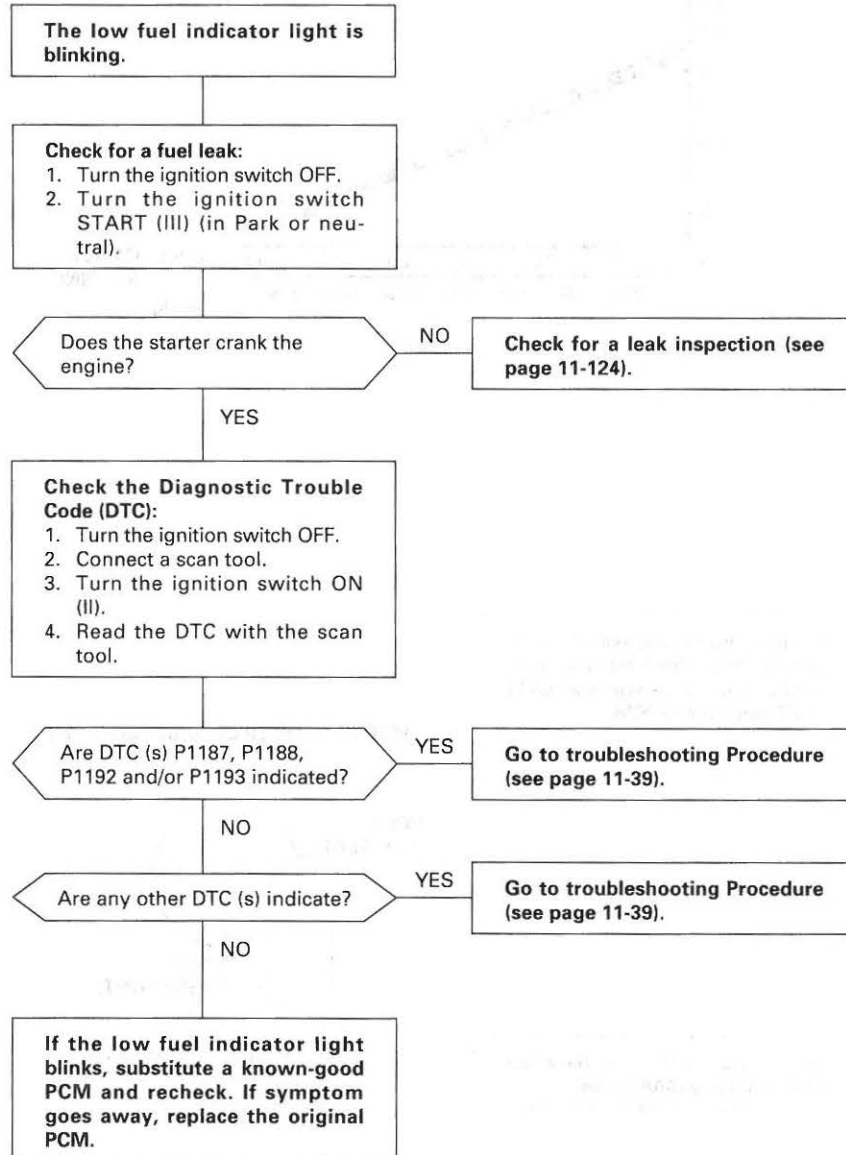 The low fuel indicator light is
blinking.
Check for a fuel leak:
1. Turn the ignition switch OFF.
2. Turn the ignition switch
START (III) (in Park or neu-
tral).
Does the starter crank the
engine?
NO
Check for a leak inspection (see
page 11-124).
YES
Check the Diagnostic Trouble
Code (DTC):
1. Turn the ignition switch OFF.
2. Connect a scan tool.
3. Turn the ignition switch ON
(II).
4. Read the DTC with the scan
tool.
Are DTC (s) P1187, P1188,
P1192 and/or P1193 indicated?
YES
Go to troubleshooting Procedure
(see page 11-39).
NO
Are any other DTC (s) indicate?
YES
Go to troubleshooting Procedure
(see page 11-39).
NO
If the low fuel indicator light
blinks, substitute a known-good
PCM and recheck. If symptom
goes away, replace the original
PCM.